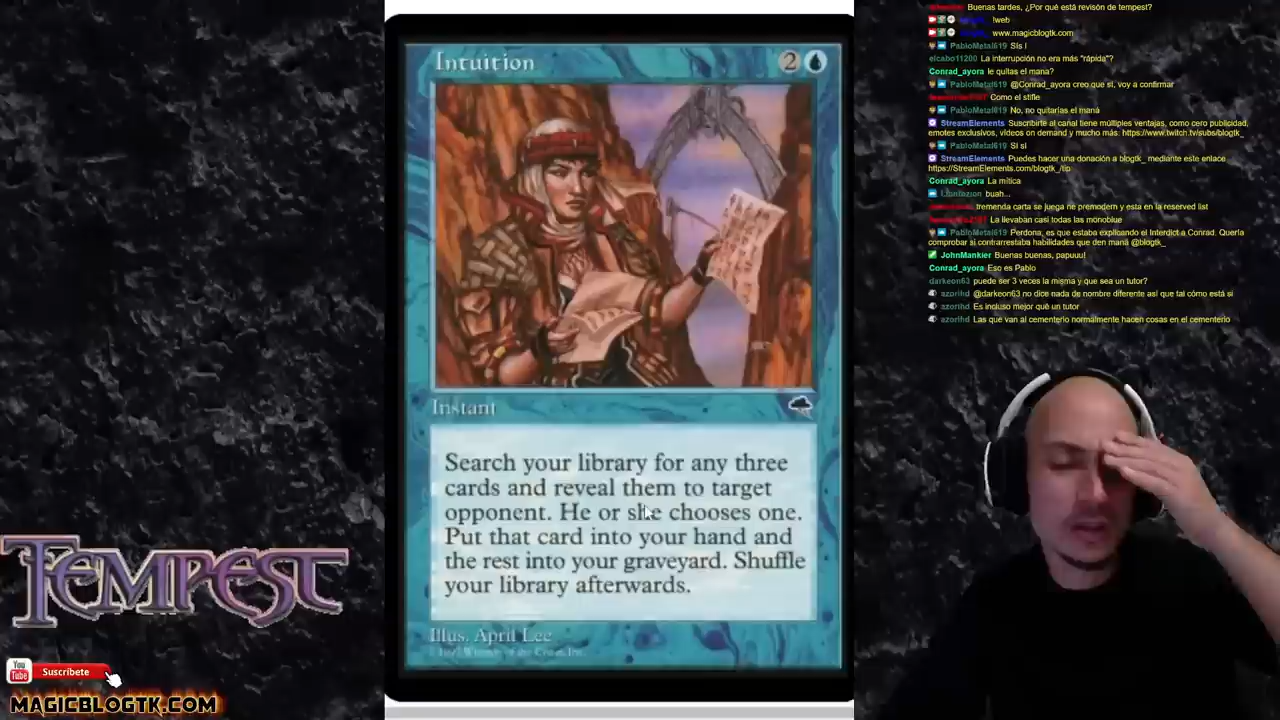 Intuition
2
Instant
Search your library for any three
cards and reveal them to target
opponent. He or she chooses one.
Put that card into your hand and
the rest into your graveyard. Shuffle
your library afterwards.
Illus. April Lee
TEMPEST
You
Tube
Suscríbete
MAGICBLOGTK.COM
Buenas tardes, ¿Por qué está revisón de tempest?
!web
www.magicblogtk.com
PabloMetal619 Sis i
elcabo11200 La interrupción no era más "rápida"?
Conrad_ayora le quitas el mana?
PabloMetal619 @Conrad_ayora creo que si, voy a confirmar
Como el stifle
PabloMetal619 No, no quitarías el maná
StreamElements Suscribirte al canal tiene múltiples ventajas, como cero publicidad,
emotes exclusivos, vídeos on demand y mucho más: https://www.twitch.tv/subs/blogtk_
PabloMetal619 Si si
StreamElements Puedes hacer una donación a blogtk_ mediante este enlace
https://StreamElements.com/blogtk_/tip
Conrad_ayora La mítica
buah...
tremenda carta se juega ne premodern y esta en la reserved list
La llevaban casi todas las monoblue
PabloMetal619 Perdona, es que estaba explicando el Interdict a Conrad. Quería
comprobar si contrarrestaba habilidades que den maná @blogtk_
JohnMankier Buenas buenas, papuuu!
Conrad_ayora Eso es Pablo
darkeon63 puede ser 3 veces la misma y que sea un tutor?
azorihd @darkeon63 no dice nada de nombre diferente así que tal cómo está si
azorihd Es incluso mejor qué un tutor
azorihd Las que van al cementerio normalmente hacen cosas en el cementerio